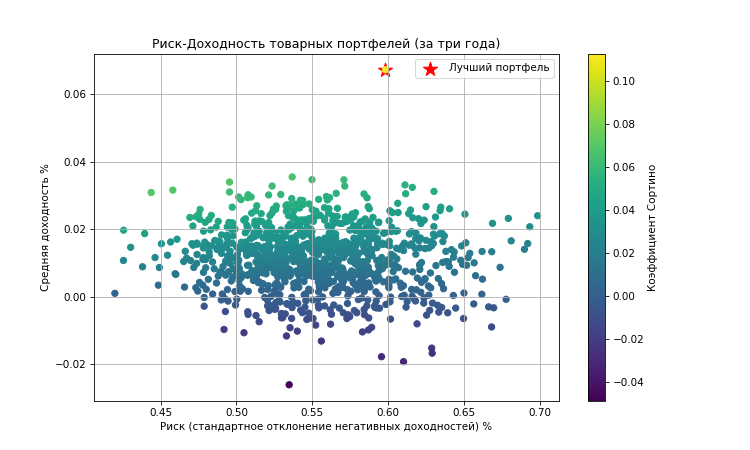 Риск-Доходность товарных портфелей (за три года)
Лучший портфель
Средняя доходность %
0.06
0.04
0.02
0.00
−0.02
0.45 0.50 0.55 0.60 0.65 0.70
Риск (стандартное отклонение негативных доходностей) %
0.10
0.08
0.06
0.04
0.02
0.00
−0.02
−0.04
Коэффициент Сортино